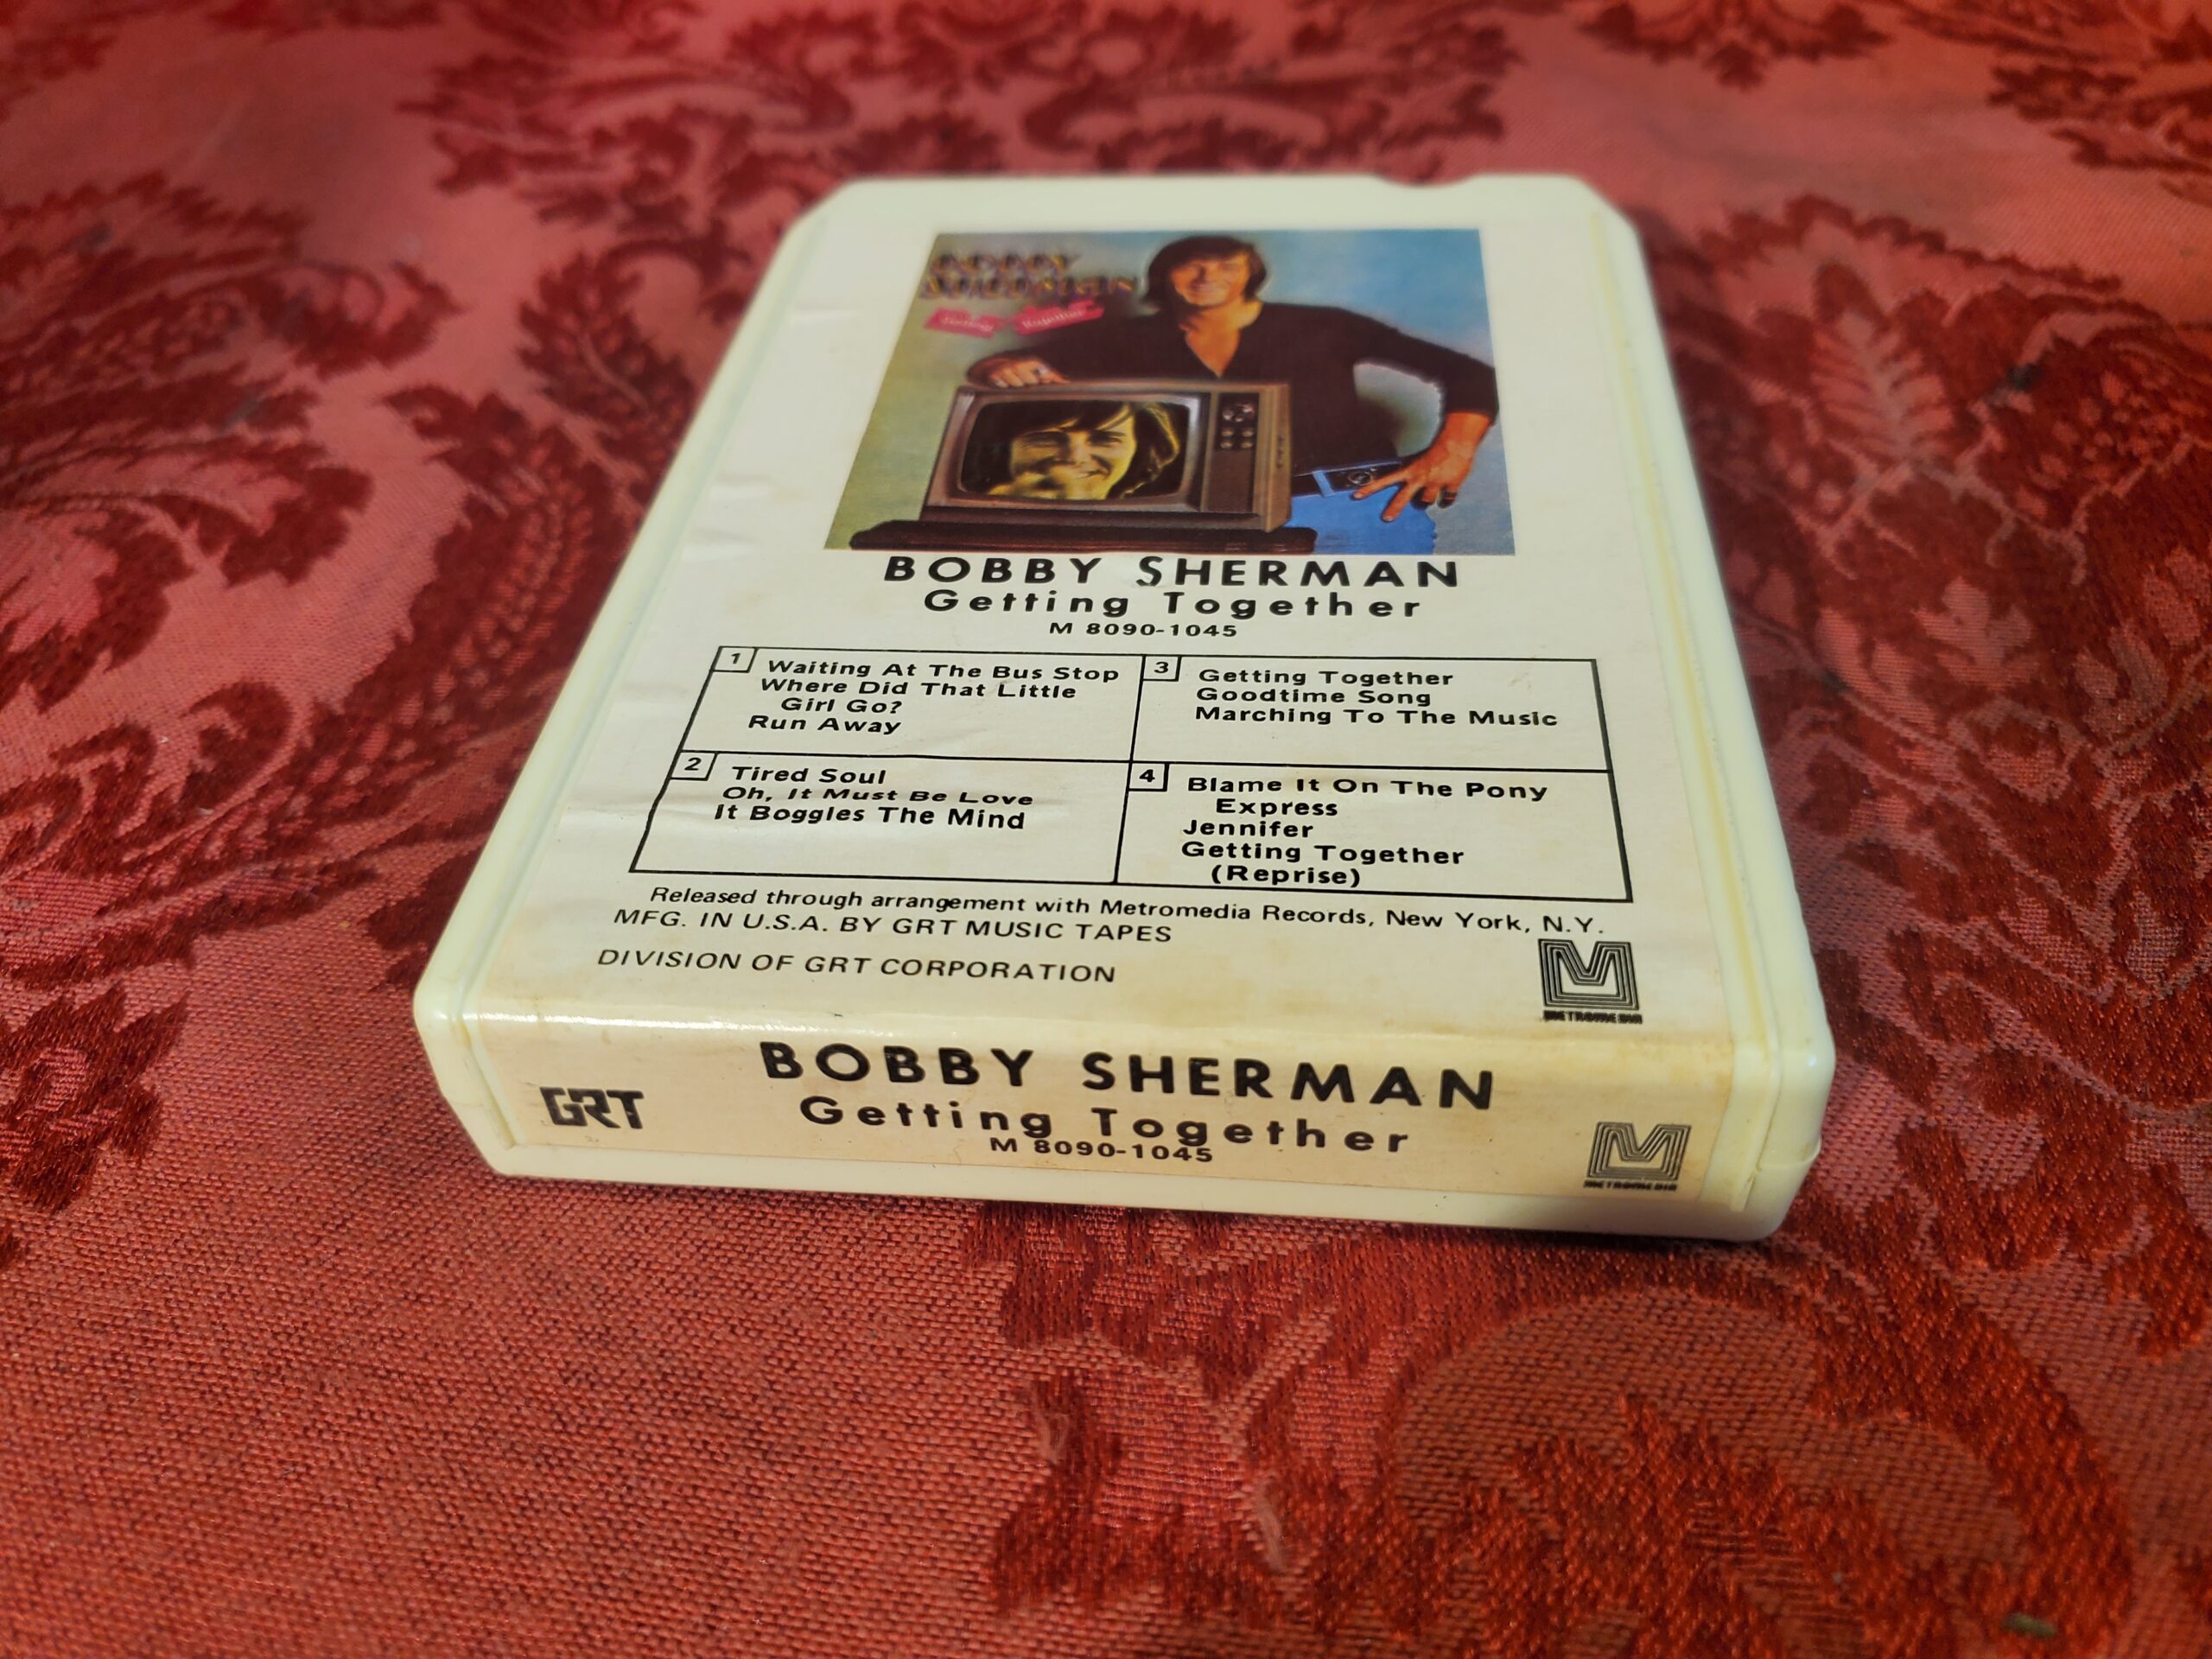 BOBBY
SHERMAN
Getting Together
BOBBY SHERMAN
Getting Together
M 8090-1045
1
Waiting At The Bus Stop
Where Did That Little
Girl Go?
Run Away
2
Tired Soul
Oh, It Must Be Love
It Boggles The Mind
3
Getting Together
Goodtime Song
Marching To The Music
4
Blame It On The Pony
Express
Jennifer
Getting Together
(Reprise)
Released through arrangement with Metromedia Records, New York, N.Y.
MFG. IN U.S.A. BY GRT MUSIC TAPES
DIVISION OF GRT CORPORATION
M
METROMEDIA
GRT
BOBBY SHERMAN
Getting Together
M 8090-1045
M
METROMEDIA